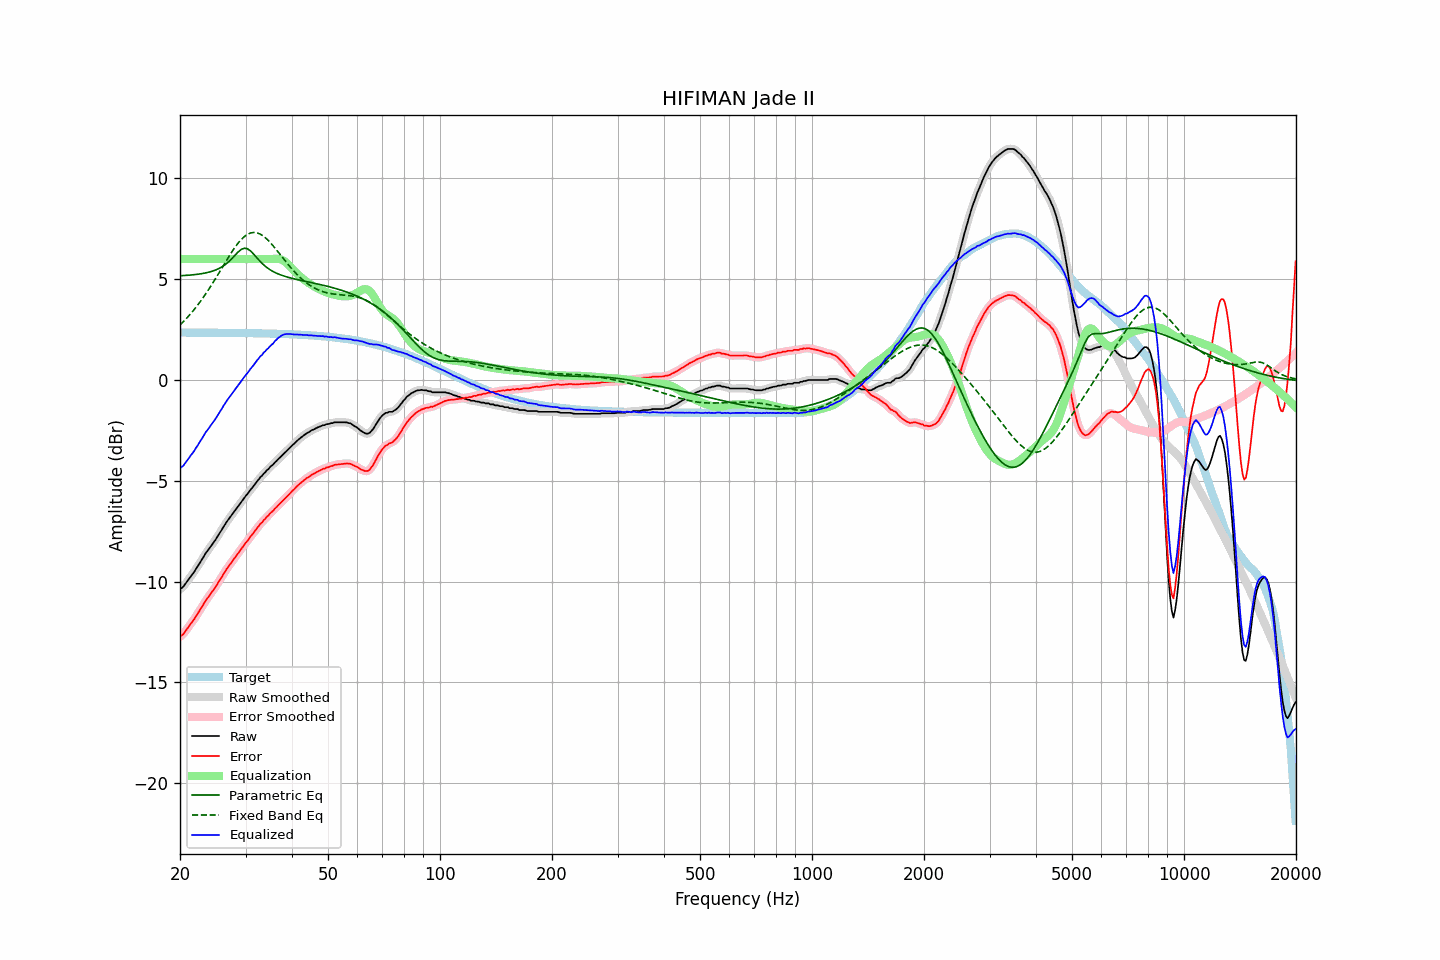 HIFIMAN Jade II
Amplitude (dBr)
10
5
0
−5
−10
−15
−20
Target
Raw Smoothed
Error Smoothed
Raw
Error
Equalization
Parametric Eq
Fixed Band Eq
Equalized
20
50
100
200
500
1000
2000
5000
10000
20000
Frequency (Hz)